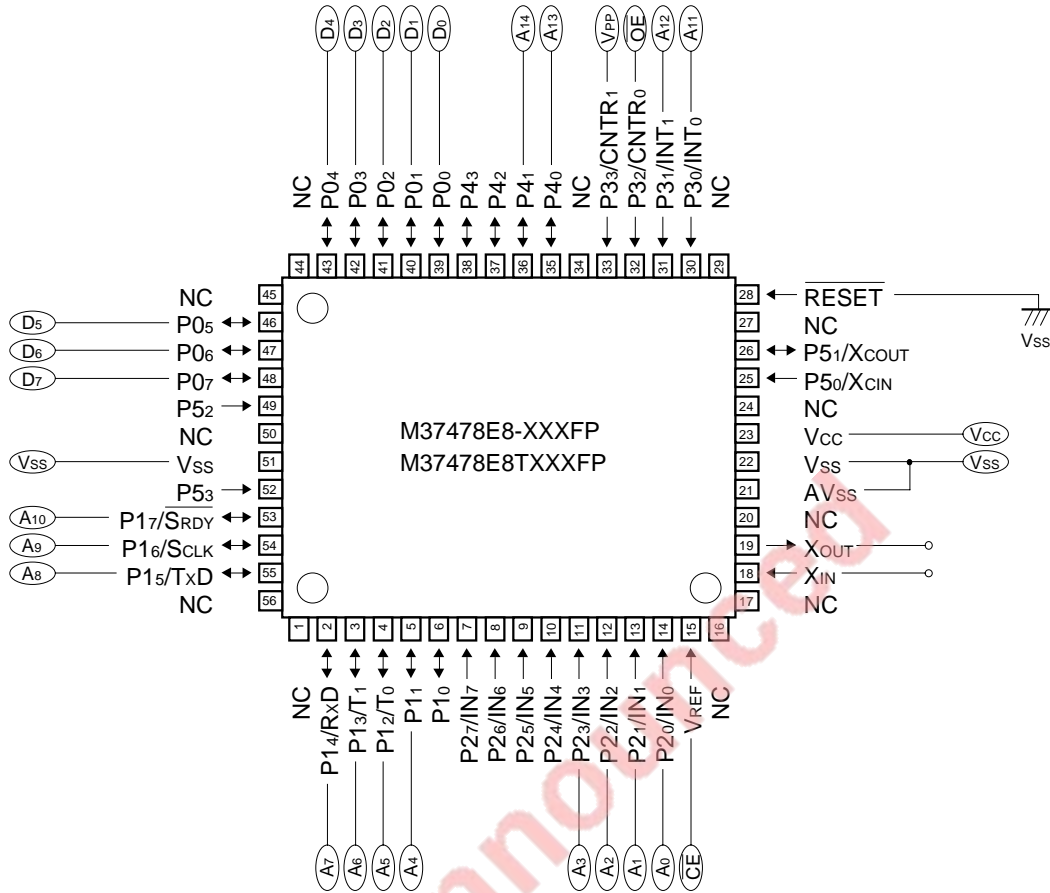 D4 D3 D2 D1 D0 A14 A13 VPP OE A12 A11
NC P04 P03 P02 P01 P00 P43 P42 P41 P40 NC P33/CNTR1 P32/CNTR0 P31/INT1 P30/INT0 NC
44 43 42 41 40 39 38 37 36 35 34 33 32 31 30 29
NC 45 28 RESET
D5 P05 46 27 NC VSS
D6 P06 47 26 P51/XCOUT
D7 P07 48 25 P50/XCIN
P52 49 24 NC
NC 50 M37478E8-XXXFP 23 VCC VCC
VSS VSS 51 M37478E8TXXXFP 22 VSS VSS
P53 52 21 AVSS
A10 P17/SRDY 53 20 NC
A9 P16/SCLK 54 19 XOUT
A8 P15/TXD 55 18 XIN
NC 56 17 NC
1 2 3 4 5 6 7 8 9 10 11 12 13 14 15 16
NC P14/RXD P13/T1 P12/T0 P11 P10 P27/IN7 P26/IN6 P25/IN5 P24/IN4 P23/IN3 P22/IN2 P21/IN1 P20/IN0 VREF NC
A7 A6 A5 A4 A3 A2 A1 A0 CE
nounced